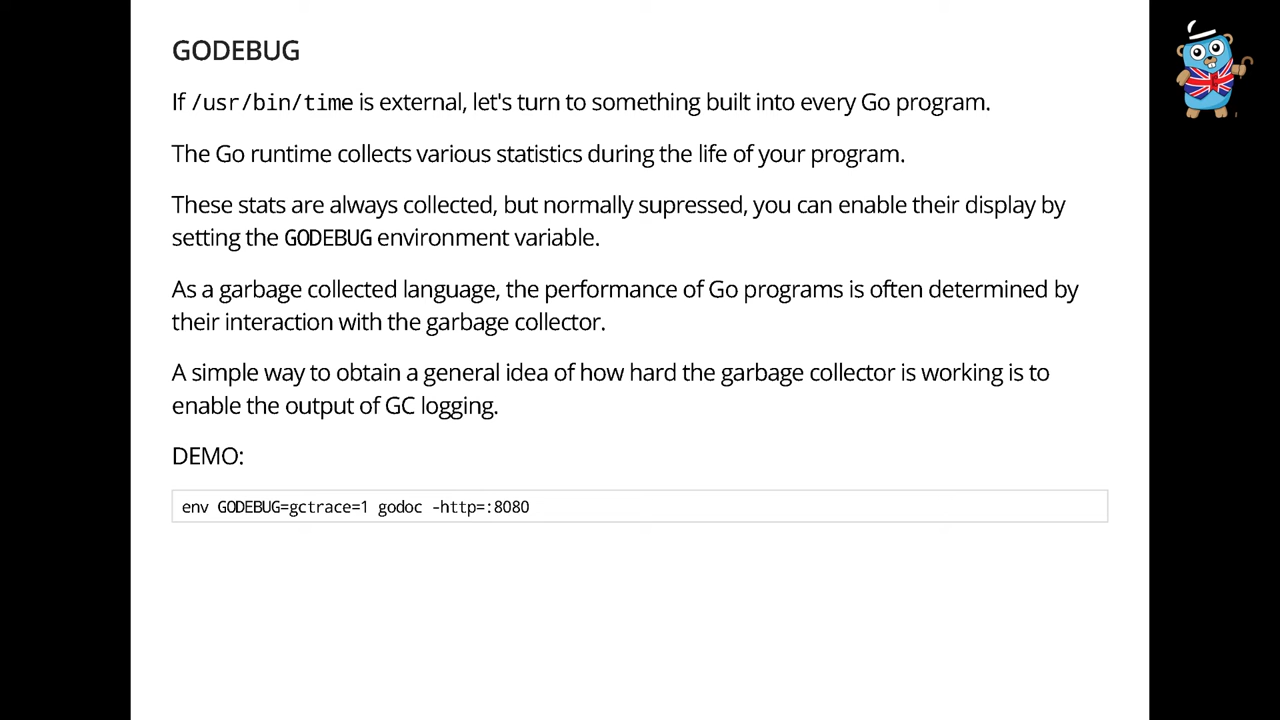 GODEBUG
If /usr/bin/time is external, let's turn to something built into every Go program.
The Go runtime collects various statistics during the life of your program.
These stats are always collected, but normally supressed, you can enable their display by
setting the GODEBUG environment variable.
As a garbage collected language, the performance of Go programs is often determined by
their interaction with the garbage collector.
A simple way to obtain a general idea of how hard the garbage collector is working is to
enable the output of GC logging.
DEMO:
env GODEBUG=gctrace=1 godoc -http=:8080